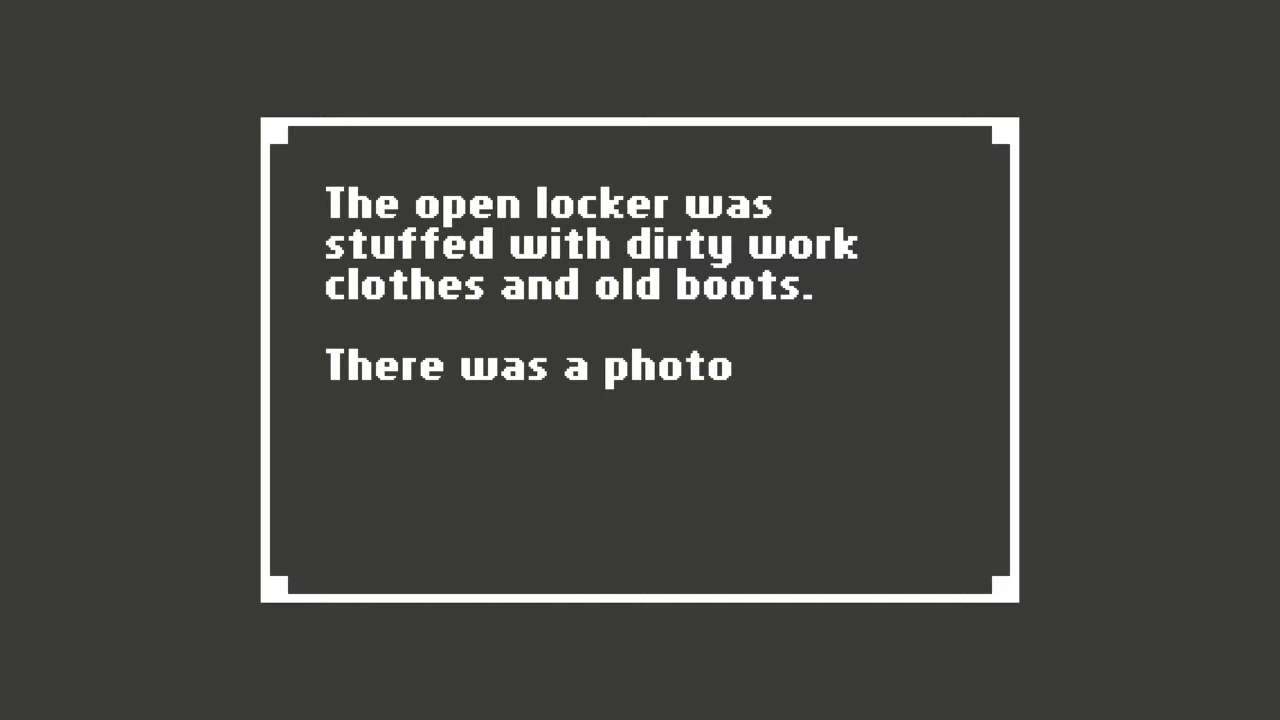 The open locker was
stuffed with dirty work
clothes and old boots.
There was a photo